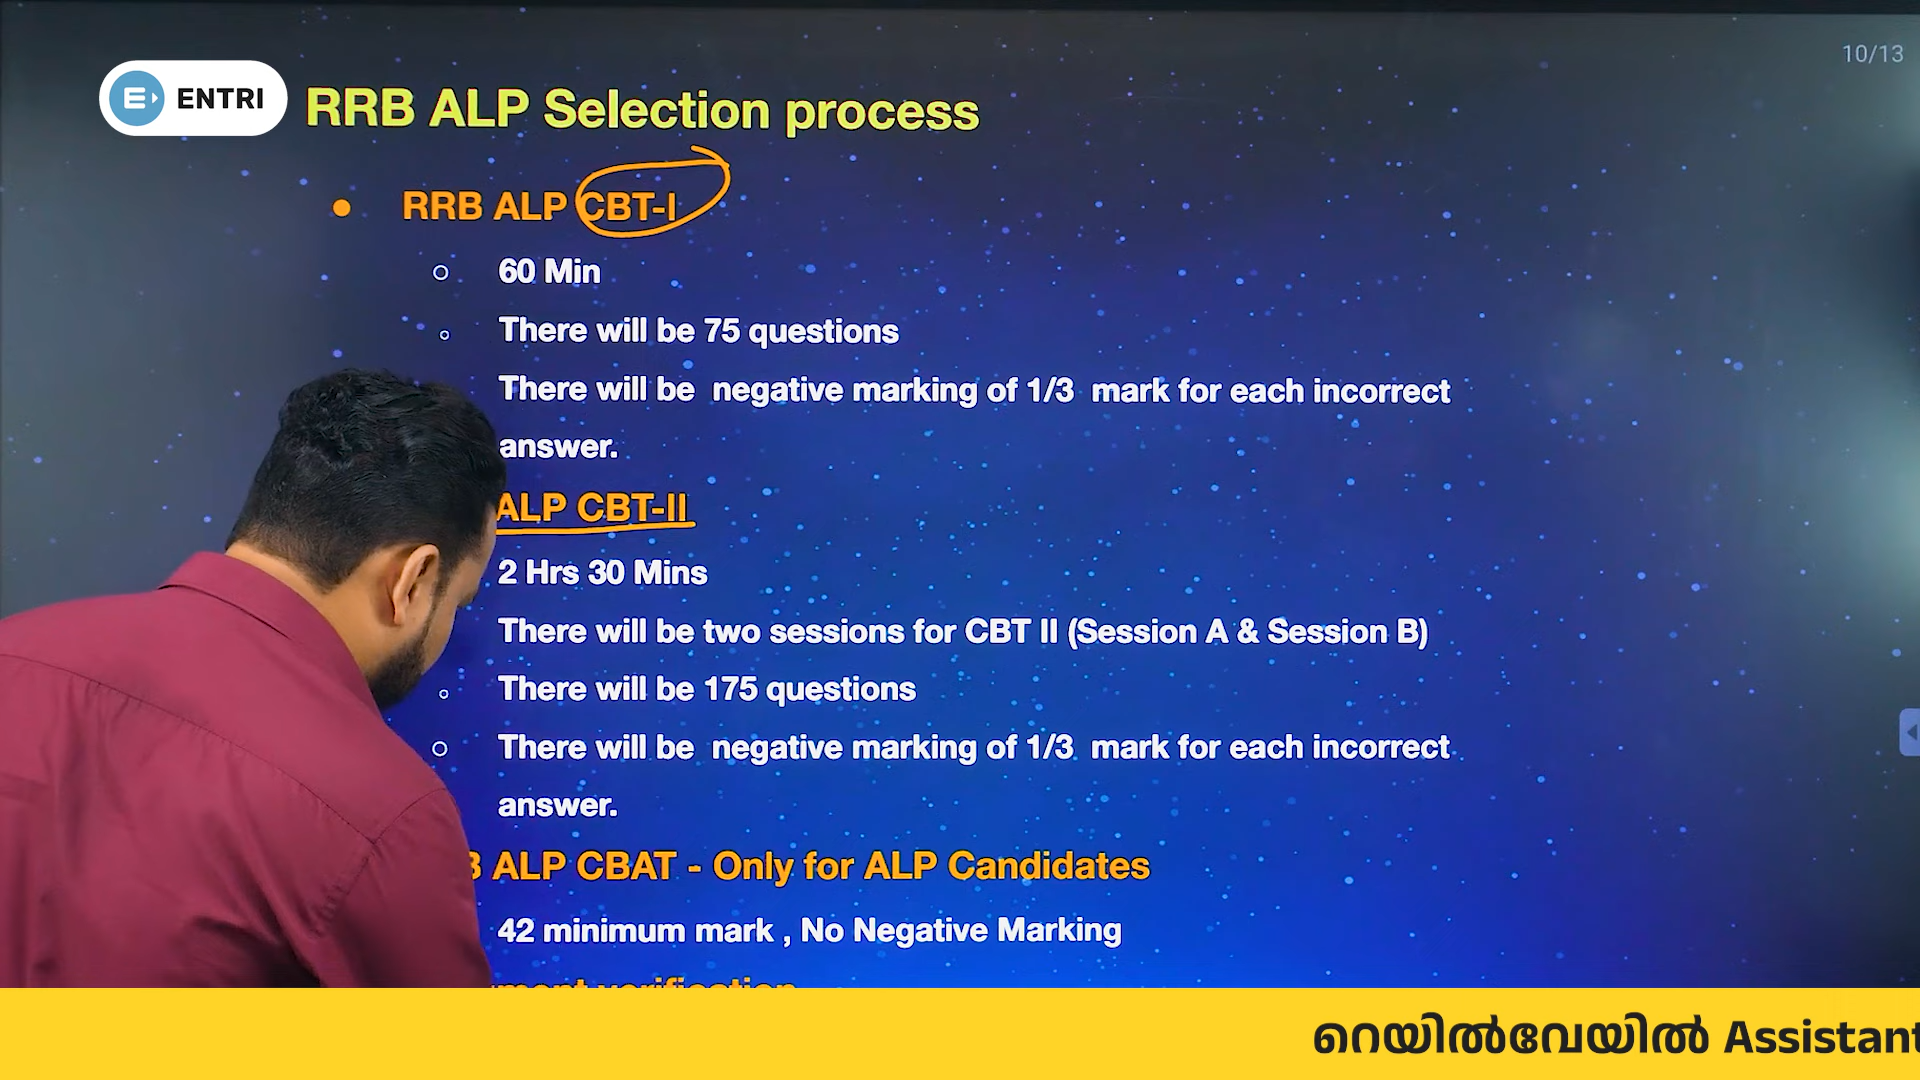 10/13
ENTRI
RRB ALP Selection process
RRB ALP CBT-I
60 Min
There will be 75 questions
There will be negative marking of 1/3 mark for each incorrect
answer.
ALP CBT-II
2 Hrs 30 Mins
There will be two sessions for CBT II (Session A & Session B)
There will be 175 questions
There will be negative marking of 1/3 mark for each incorrect
answer.
ALP CBAT - Only for ALP Candidates
42 minimum mark , No Negative Marking
verification
റെയിൽവേയിൽ Assistant